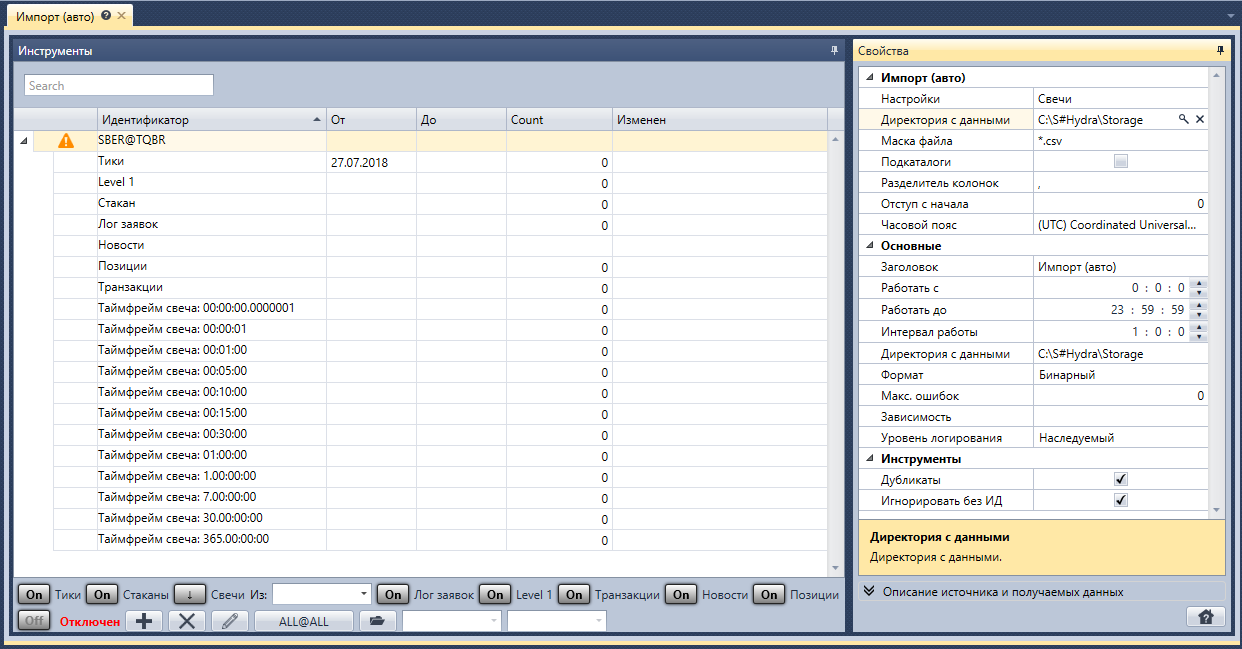 Импорт (авто)
Инструменты
Search
Идентификатор От До Count Изменен
SBER@TQBR
Тики 27.07.2018 0
Level 1 0
Стакан 0
Лог заявок 0
Новости
Позиции 0
Транзакции 0
Таймфрейм свеча: 00:00:00.0000001 0
Таймфрейм свеча: 00:00:01 0
Таймфрейм свеча: 00:01:00 0
Таймфрейм свеча: 00:05:00 0
Таймфрейм свеча: 00:10:00 0
Таймфрейм свеча: 00:15:00 0
Таймфрейм свеча: 00:30:00 0
Таймфрейм свеча: 01:00:00 0
Таймфрейм свеча: 1.00:00:00 0
Таймфрейм свеча: 7.00:00:00 0
Таймфрейм свеча: 30.00:00:00 0
Таймфрейм свеча: 365.00:00:00 0
On Тики On Стаканы ↓ Свечи Из: On Лог заявок On Level 1 On Транзакции On Новости On Позиции
Off Отключен ALL@ALL
Свойства
Импорт (авто)
Настройки Свечи
Директория с данными C:\S#Hydra\Storage
Маска файла *.csv
Подкаталоги
Разделитель колонок ,
Отступ с начала 0
Часовой пояс (UTC) Coordinated Universal...
Основные
Заголовок Импорт (авто)
Работать с 0 : 0 : 0
Работать до 23 : 59 : 59
Интервал работы 1 : 0 : 0
Директория с данными C:\S#Hydra\Storage
Формат Бинарный
Макс. ошибок 0
Зависимость
Уровень логирования Наследуемый
Инструменты
Дубликаты
Игнорировать без ИД
Директория с данными
Директория с данными.
Описание источника и получаемых данных